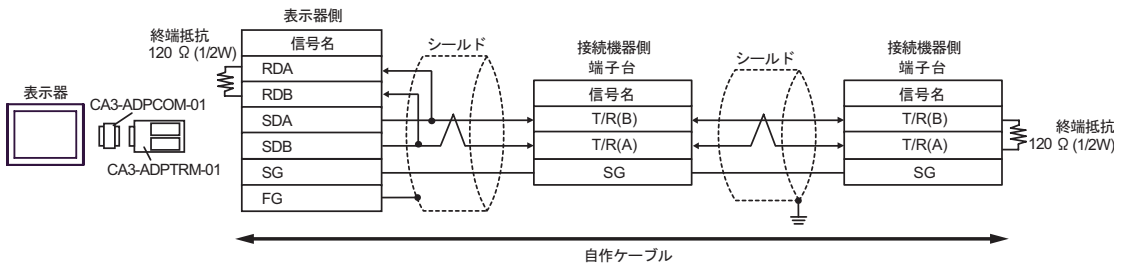 表示器側
終端抵抗
120 Ω (1/2W)
信号名
RDA
RDB
SDA
SDB
SG
FG
表示器
CA3-ADPCOM-01
CA3-ADPTRM-01
シールド
接続機器側
端子台
信号名
T/R(B)
T/R(A)
SG
シールド
接続機器側
端子台
信号名
T/R(B)
T/R(A)
SG
終端抵抗
120 Ω (1/2W)
自作ケーブル